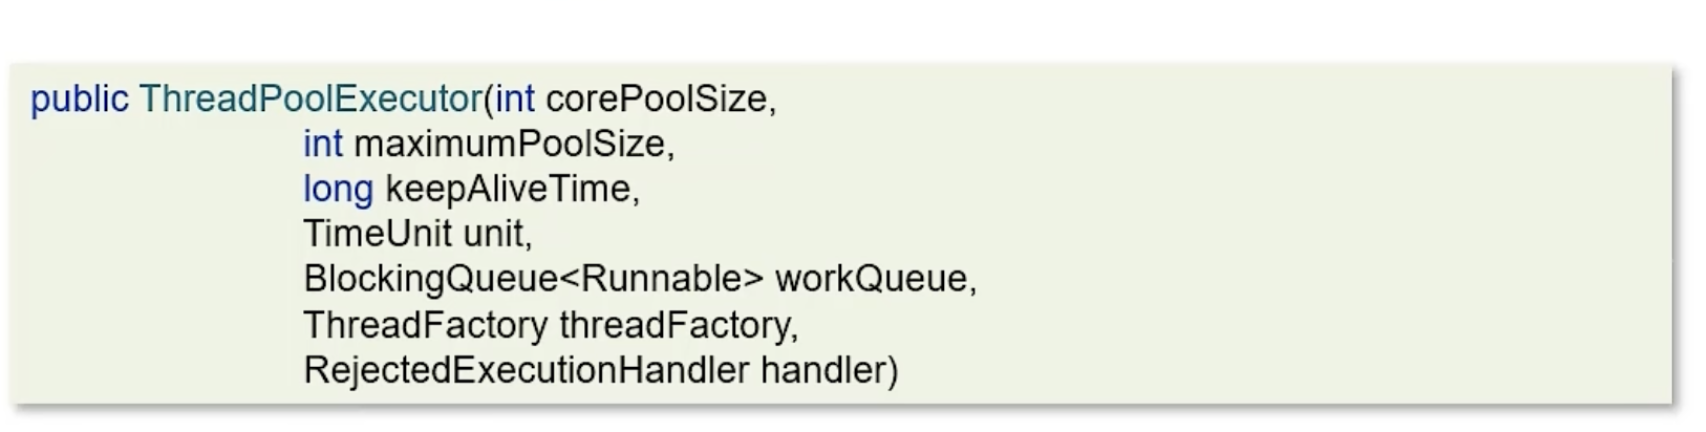 public ThreadPoolExecutor(int corePoolSize,
int maximumPoolSize,
long keepAliveTime,
TimeUnit unit,
BlockingQueue<Runnable> workQueue,
ThreadFactory threadFactory,
RejectedExecutionHandler handler)